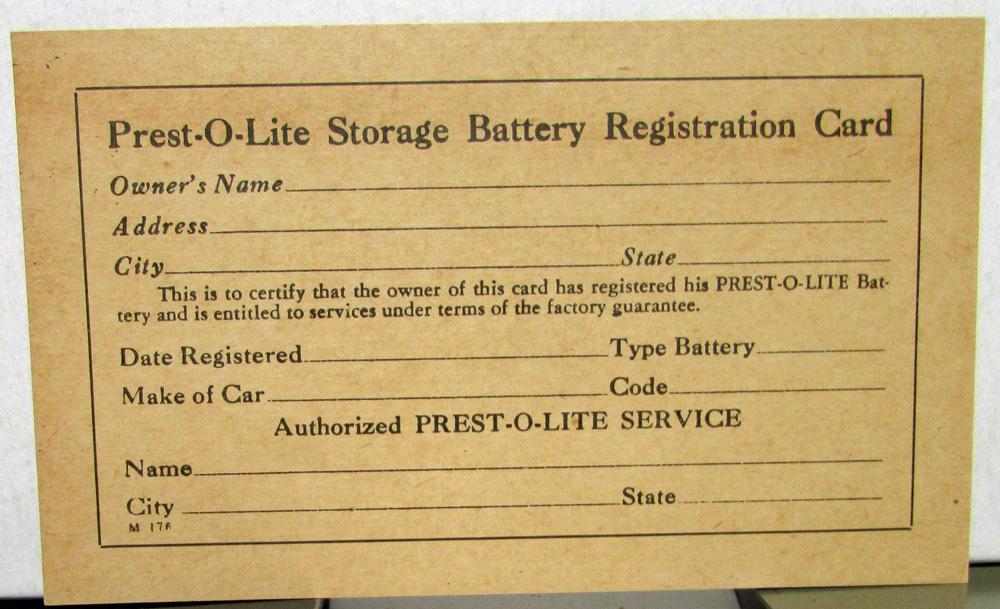 Prest-O-Lite Storage Battery Registration Card
Owner's Name
Address
City State
This is to certify that the owner of this card has registered his PREST-O-LITE Bat-
tery and is entitled to services under terms of the factory guarantee.
Date Registered Type Battery
Make of Car Code
Authorized PREST-O-LITE SERVICE
Name
City State
M